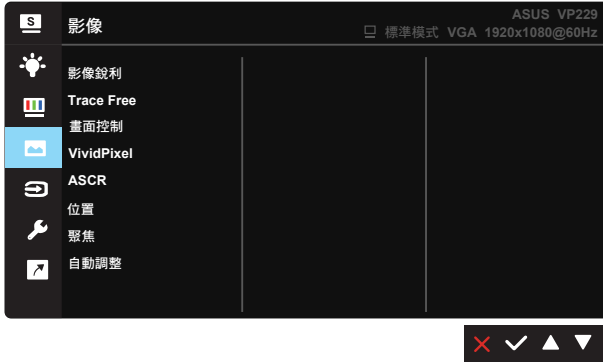 S
影像
ASUS VP229
標準模式 VGA 1920x1080@60Hz
影像銳利
Trace Free
畫面控制
VividPixel
ASCR
位置
聚焦
自動調整